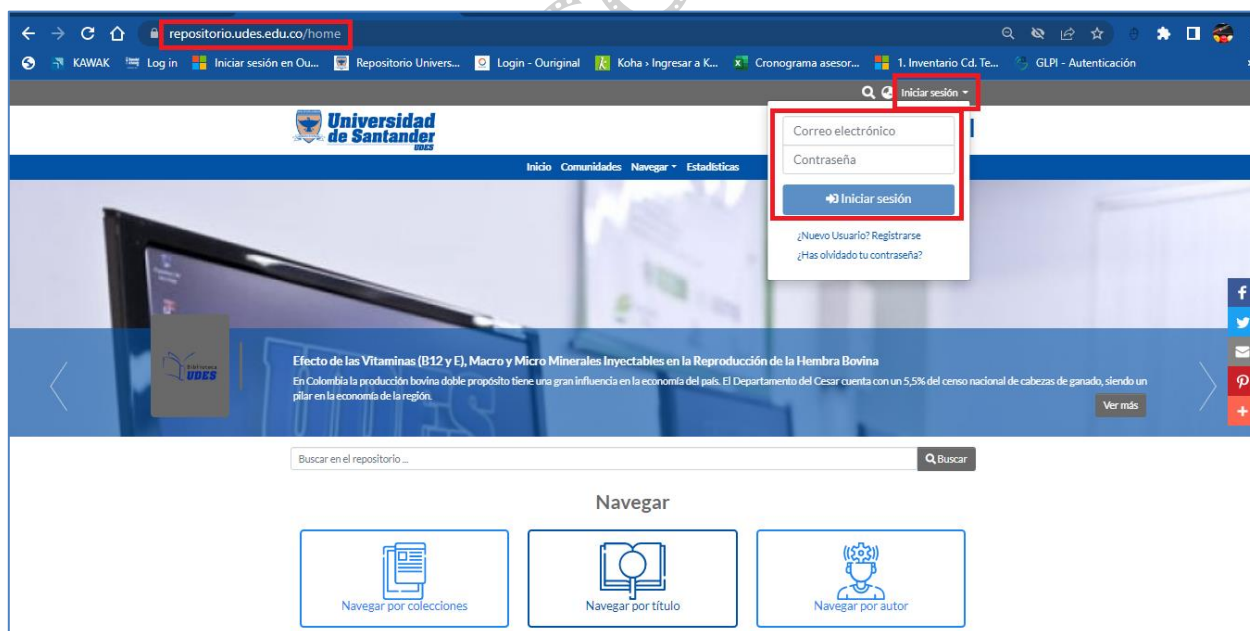 repositorio.udes.edu.co/home
KAWAK Log in Iniciar sesión en Ou... Repositorio Univers... Login - Ouriginal Koha › Ingresar a K... Cronograma asesor... 1. Inventario Cd. Te... GLPI - Autenticación
Iniciar sesión
Universidad
de Santander
UDES
Correo electrónico
Contraseña
Iniciar sesión
¿Nuevo Usuario? Registrarse
¿Has olvidado tu contraseña?
Inicio Comunidades Navegar Estadísticas
Biblioteca
UDES
Efecto de las Vitaminas (B12 y E), Macro y Micro Minerales Inyectables en la Reproducción de la Hembra Bovina
En Colombia la producción bovina doble propósito tiene una gran influencia en la economía del país. El Departamento del Cesar cuenta con un 5,5% del censo nacional de cabezas de ganado, siendo un
pilar en la economía de la región.
Ver más
UDES
Buscar en el repositorio ...
Buscar
Navegar
Navegar por colecciones
Navegar por título
Navegar por autor